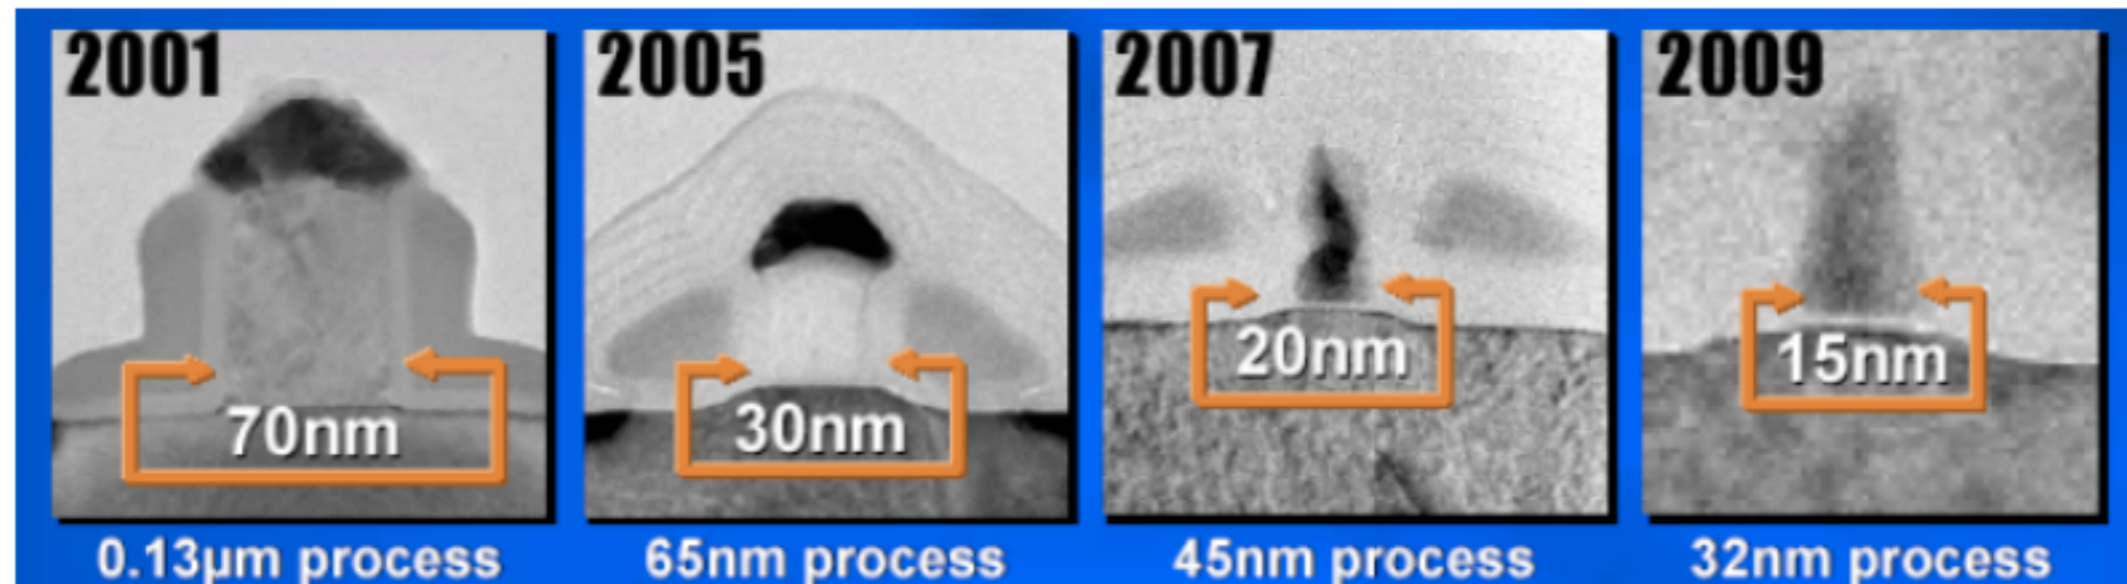 2001
70nm
0.13µm process
2005
30nm
65nm process
2007
20nm
45nm process
2009
15nm
32nm process